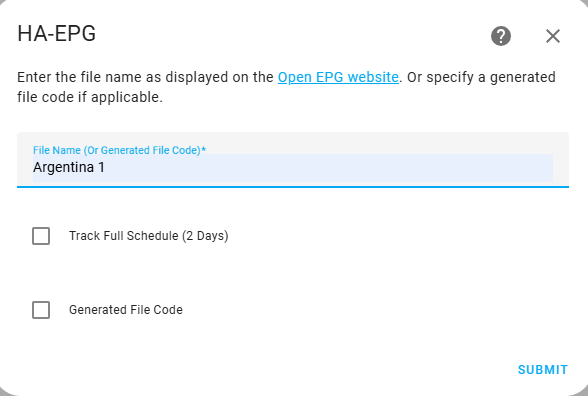 HA-EPG
Enter the file name as displayed on the Open EPG website. Or specify a generated
file code if applicable.
File Name (Or Generated File Code)*
Argentina 1
Track Full Schedule (2 Days)
Generated File Code
SUBMIT